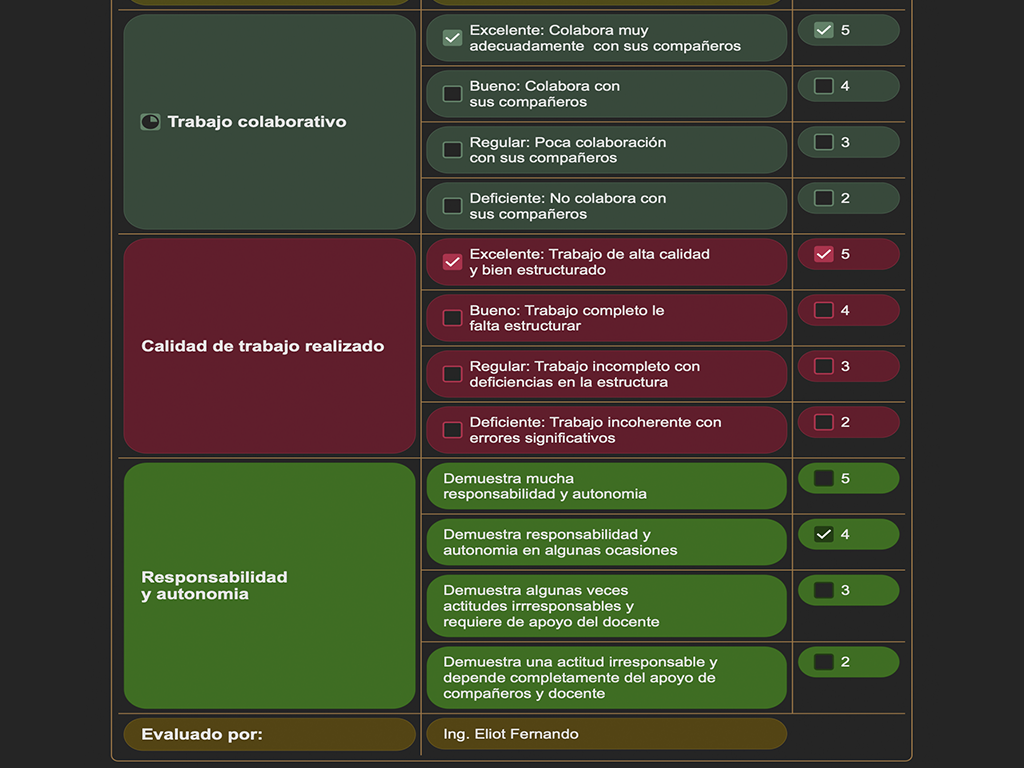 Trabajo colaborativo
Excelente: Colabora muy
adecuadamente con sus compañeros
5
Bueno: Colabora con
sus compañeros
4
Regular: Poca colaboración
con sus compañeros
3
Deficiente: No colabora con
sus compañeros
2
Calidad de trabajo realizado
Excelente: Trabajo de alta calidad
y bien estructurado
5
Bueno: Trabajo completo le
falta estructurar
4
Regular: Trabajo incompleto con
deficiencias en la estructura
3
Deficiente: Trabajo incoherente con
errores significativos
2
Responsabilidad
y autonomia
Demuestra mucha
responsabilidad y autonomia
5
Demuestra responsabilidad y
autonomia en algunas ocasiones
4
Demuestra algunas veces
actitudes irrresponsables y
requiere de apoyo del docente
3
Demuestra una actitud irresponsable y
depende completamente del apoyo de
compañeros y docente
2
Evaluado por:
Ing. Eliot Fernando